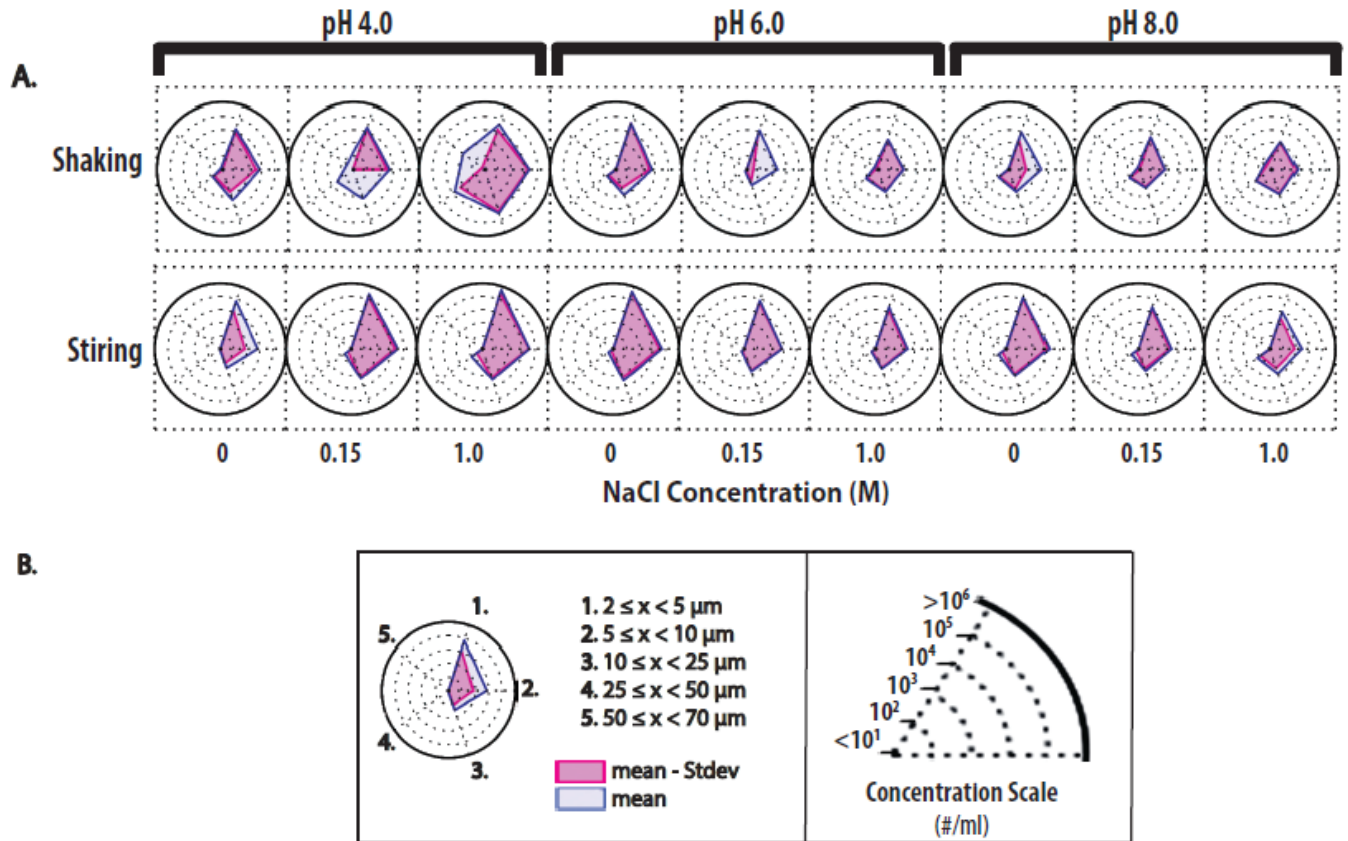 pH 4.0 pH 6.0 pH 8.0
A.
Shaking
Stiring
0 0.15 1.0 0 0.15 1.0 0 0.15 1.0
NaCl Concentration (M)
B.
1.
5.
2.
4.
3.
1. 2 ≤ x < 5 μm
2. 5 ≤ x < 10 μm
3. 10 ≤ x < 25 μm
4. 25 ≤ x < 50 μm
5. 50 ≤ x < 70 μm
mean - Stdev
mean
>10⁶
10⁵
10⁴
10³
10²
<10¹
Concentration Scale
(#/ml)